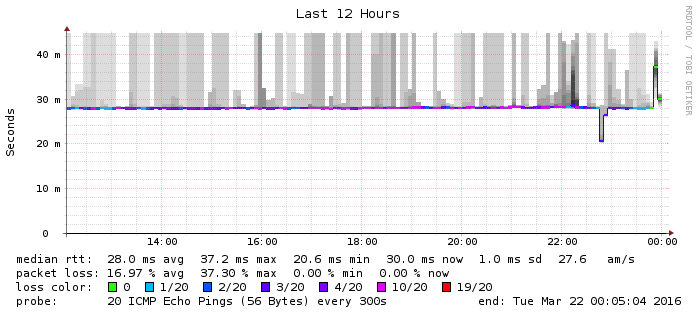 Last 12 Hours
RRDTOOL / TOBI OETIKER
Seconds
40 m
30 m
20 m
10 m
0
14:00 16:00 18:00 20:00 22:00 00:00
median rtt: 28.0 ms avg 37.2 ms max 20.6 ms min 30.0 ms now 1.0 ms sd 27.6 am/s
packet loss: 16.97 % avg 37.30 % max 0.00 % min 0.00 % now
loss color: 0 1/20 2/20 3/20 4/20 10/20 19/20
probe: 20 ICMP Echo Pings (56 Bytes) every 300s end: Tue Mar 22 00:05:04 2016